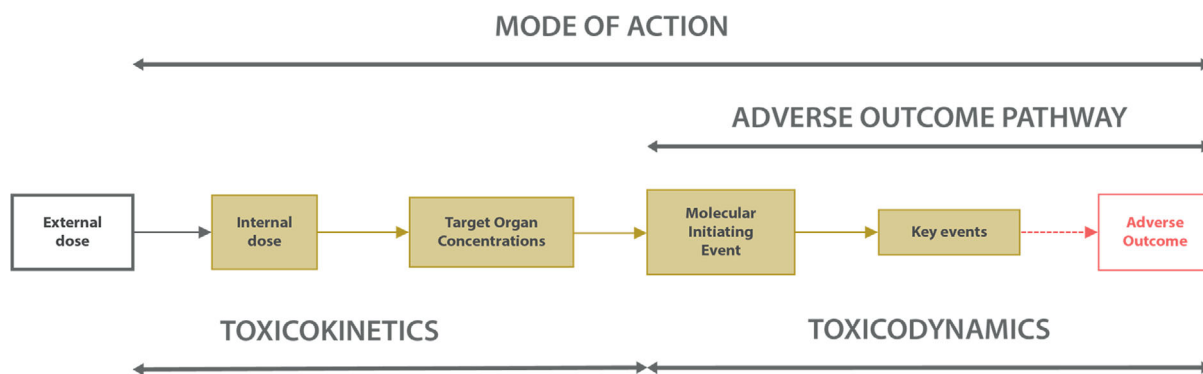 MODE OF ACTION
ADVERSE OUTCOME PATHWAY
External
dose
Internal
dose
Target Organ
Concentrations
Molecular
Initiating
Event
Key events
Adverse
Outcome
TOXICOKINETICS
TOXICODYNAMICS